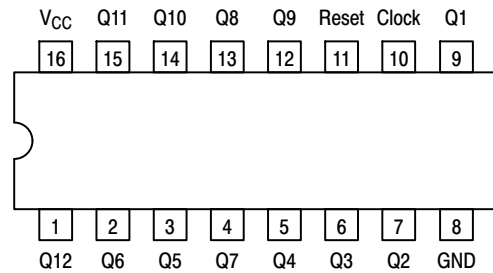 VCC Q11 Q10 Q8 Q9 Reset Clock Q1
16 15 14 13 12 11 10 9
1 2 3 4 5 6 7 8
Q12 Q6 Q5 Q7 Q4 Q3 Q2 GND